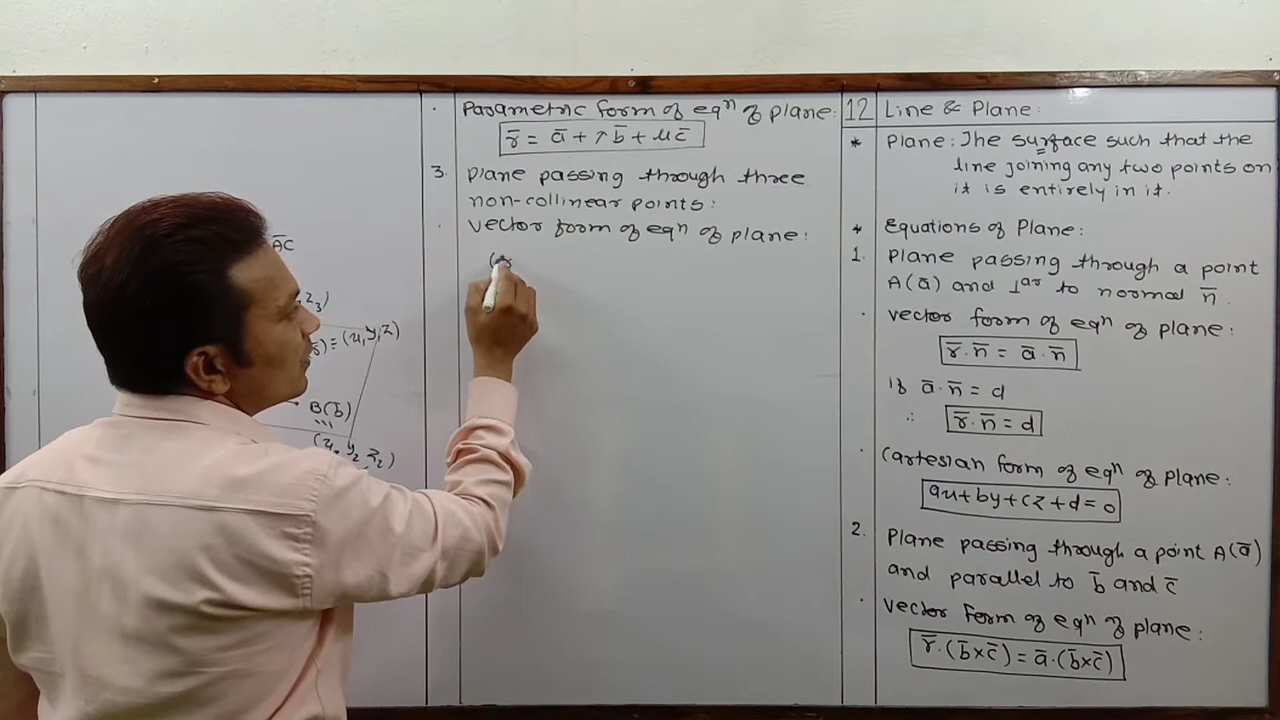 12 Line & Plane:
* Plane: The surface such that the
line joining any two points on
it is entirely in it.
* Equations of Plane:
1. Plane passing through a point
A(ā) and ⊥ar to normal n̄.
· vector form of eqⁿ of plane:
r̄·n̄ = ā·n̄
if ā·n̄ = d
∴ r̄·n̄ = d
· Cartesian form of eqⁿ of plane:
ax+by+cz+d=0
2. Plane passing through a point A(ā)
and parallel to b̄ and c̄
· vector form of eqⁿ of plane:
r̄·(b̄×c̄) = ā·(b̄×c̄)
· Parametric form of eqⁿ of plane:
r̄ = ā + λb̄ + μc̄
3. Plane passing through three
non-collinear points:
· vector form of eqⁿ of plane:
(
AC
z₃)
r̄) ≡ (x, y, z)
B(b̄)
y₂ z₂)